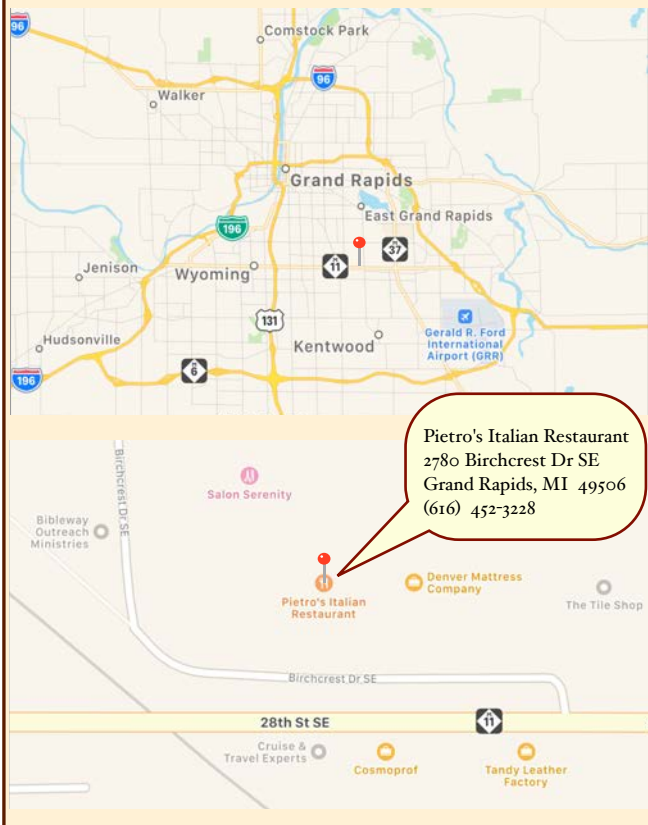 96
Comstock Park
96
Walker
Grand Rapids
East Grand Rapids
196
37
11
Jenison
Wyoming
131
Hudsonville
Kentwood
Gerald R. Ford
International
Airport (GRR)
M
6
196
Pietro's Italian Restaurant
2780 Birchcrest Dr SE
Grand Rapids, MI 49506
(616) 452-3228
Birchcrest Dr SE
Salon Serenity
Bibleway
Outreach
Ministries
Denver Mattress
Company
Pietro's Italian
Restaurant
The Tile Shop
Birchcrest Dr SE
28th St SE
11
Cruise &
Travel Experts
Cosmoprof
Tandy Leather
Factory